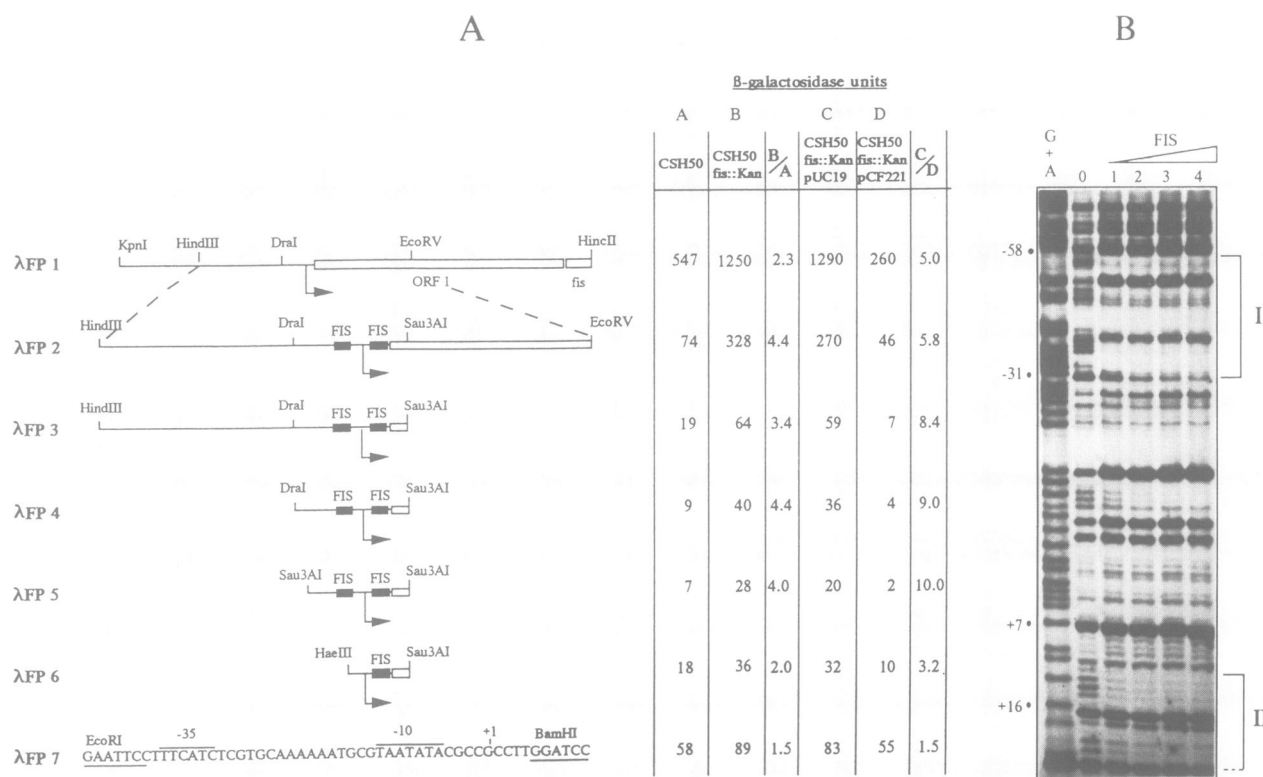 A
B
β-galactosidase units
A B C D
CSH50
CSH50 fis::Kan
B/A
CSH50 fis::Kan pUC19
CSH50 fis::Kan pCF221
C/D
G + A
FIS
0 1 2 3 4
λFP 1
KpnI HindIII DraI EcoRV HincII
ORF 1 fis
547 1250 2.3 1290 260 5.0
λFP 2
HindIII DraI FIS FIS Sau3AI EcoRV
74 328 4.4 270 46 5.8
λFP 3
HindIII DraI FIS FIS Sau3AI
19 64 3.4 59 7 8.4
λFP 4
DraI FIS FIS Sau3AI
9 40 4.4 36 4 9.0
λFP 5
Sau3AI FIS FIS Sau3AI
7 28 4.0 20 2 10.0
λFP 6
HaeIII FIS Sau3AI
18 36 2.0 32 10 3.2
λFP 7
EcoRI -35 -10 +1 BamHI
GAATTCCTTTCATCTCGTGCAAAAAATGCGTAATATACGCCGCCTTGGATCC
58 89 1.5 83 55 1.5
-58
-31
+7
+16
I